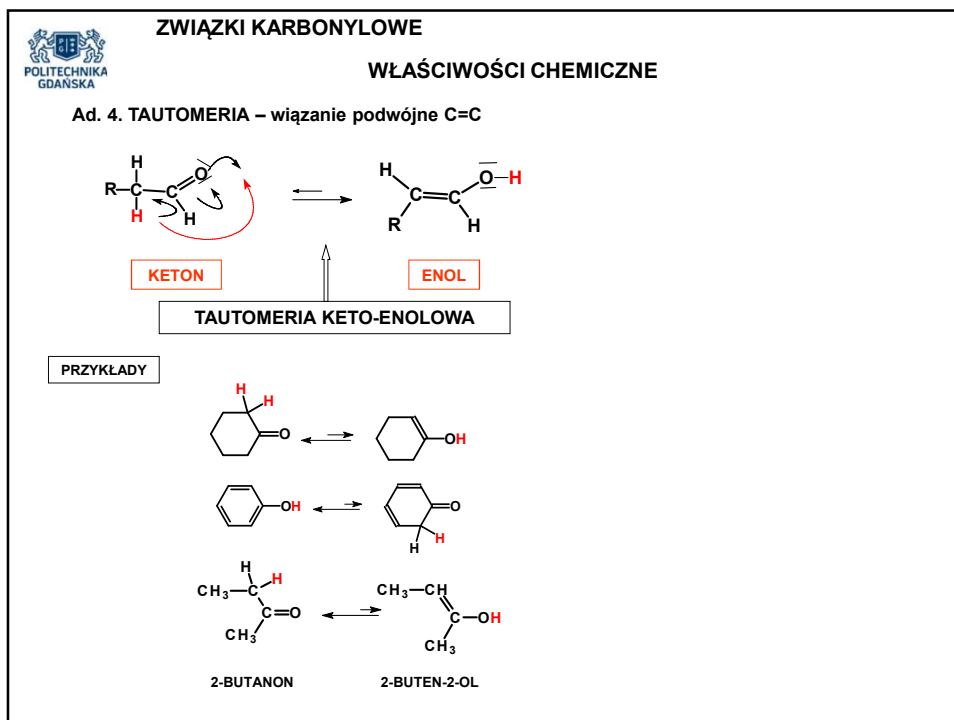 ZWIĄZKI KARBONYLOWE
POLITECHNIKA
GDAŃSKA
WŁAŚCIWOŚCI CHEMICZNE
Ad. 4. TAUTOMERIA – wiązanie podwójne C=C
H
R–C–C=O
H H
H
C=C
R H
O–H
KETON
ENOL
TAUTOMERIA KETO-ENOLOWA
PRZYKŁADY
H
H
O
OH
OH
O
H H
H
H
CH3–C
C=O
CH3
CH3–CH
C–OH
CH3
2-BUTANON
2-BUTEN-2-OL